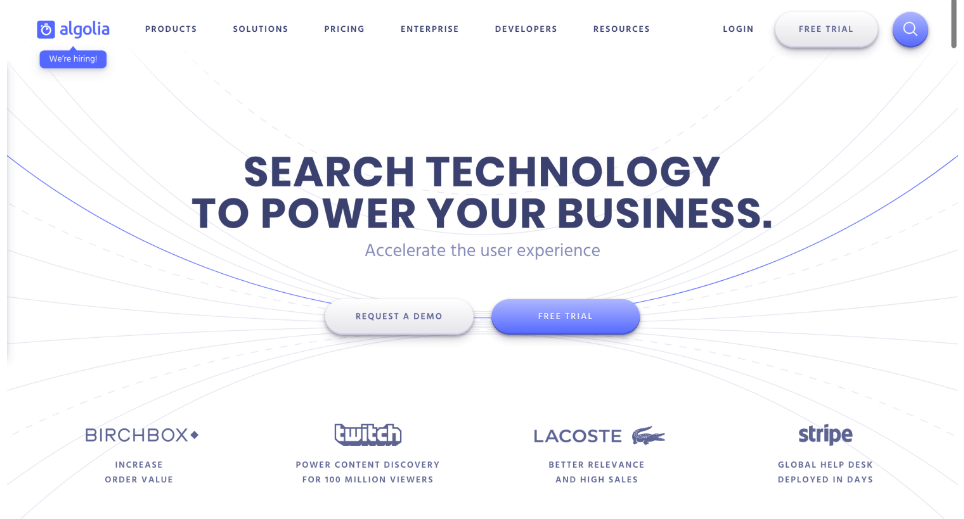 algolia
PRODUCTS
SOLUTIONS
PRICING
ENTERPRISE
DEVELOPERS
RESOURCES
LOGIN
FREE TRIAL
We're hiring!
SEARCH TECHNOLOGY
TO POWER YOUR BUSINESS.
Accelerate the user experience
REQUEST A DEMO
FREE TRIAL
BIRCHBOX
INCREASE
ORDER VALUE
twitch
POWER CONTENT DISCOVERY
FOR 100 MILLION VIEWERS
LACOSTE
BETTER RELEVANCE
AND HIGH SALES
stripe
GLOBAL HELP DESK
DEPLOYED IN DAYS